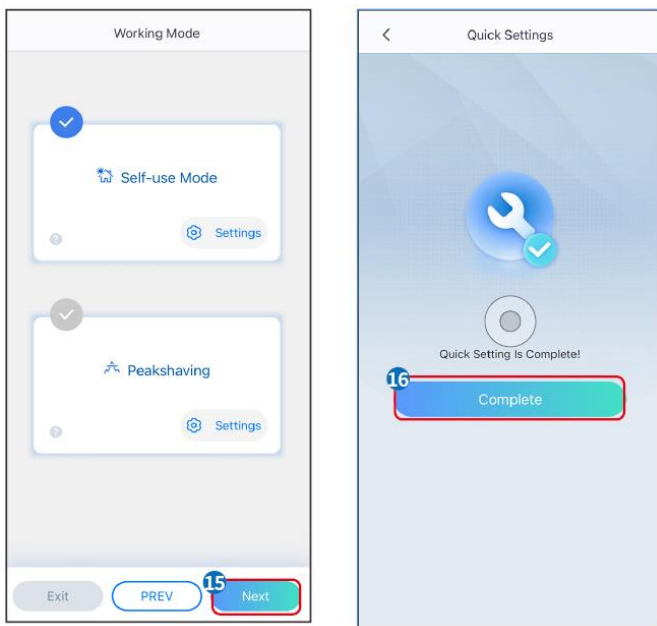 Working Mode
Self-use Mode
?
Settings
Peakshaving
?
Settings
Exit
PREV
15
Next
Quick Settings
Quick Setting Is Complete!
16
Complete